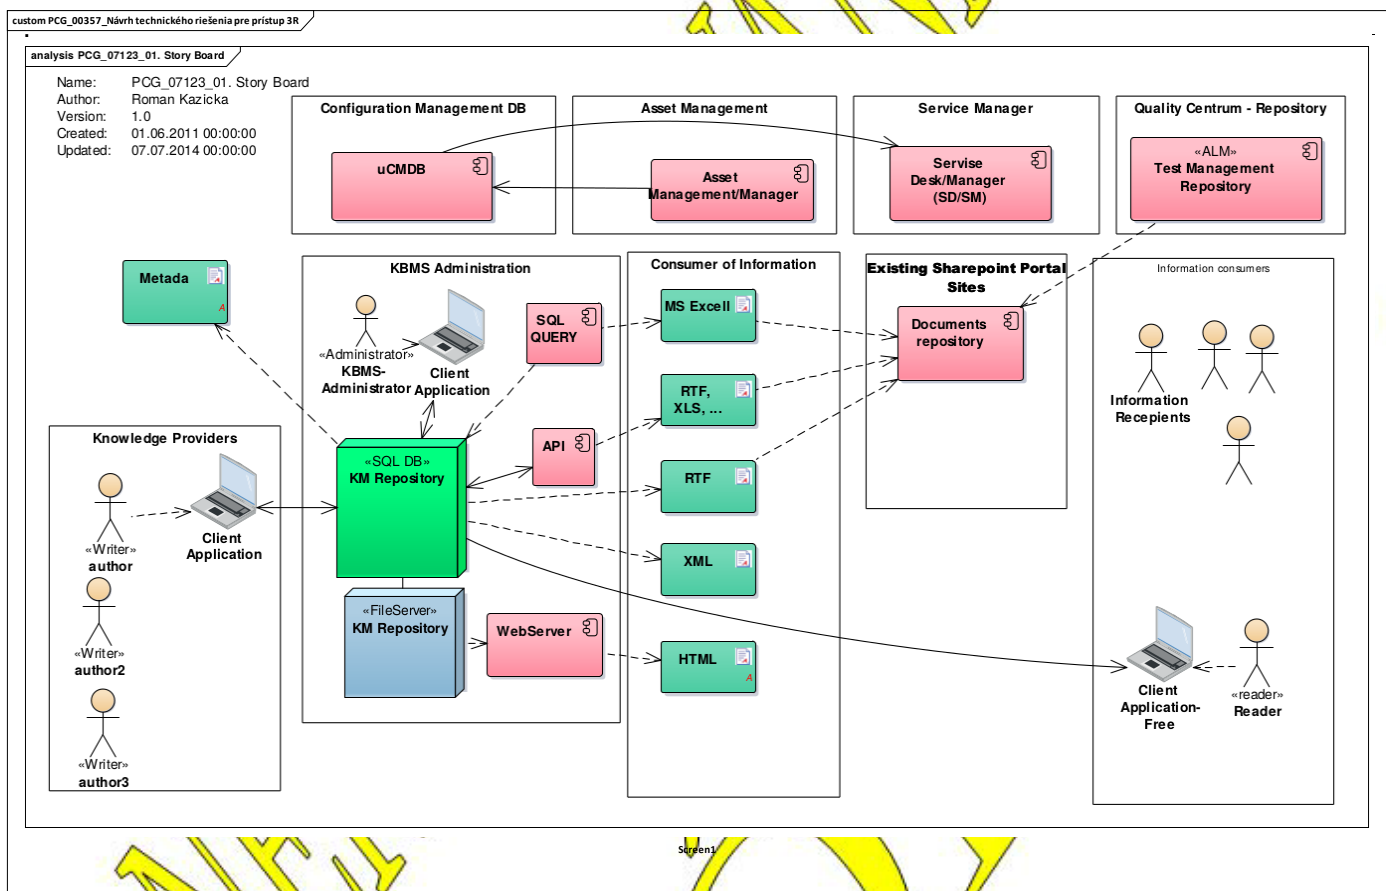 custom PCG_00357_Návrh technického riešenia pre prístup 3R
analysis PCG_07123_01. Story Board
Name: PCG_07123_01. Story Board
Author: Roman Kazicka
Version: 1.0
Created: 01.06.2011 00:00:00
Updated: 07.07.2014 00:00:00
Configuration Management DB
uCMDB
Asset Management
Asset
Management/Manager
Service Manager
Servise
Desk/Manager
(SD/SM)
Quality Centrum - Repository
«ALM»
Test Management
Repository
Metada
A
KBMS Administration
«Administrator»
KBMS-
Administrator
Client
Application
SQL
QUERY
API
«SQL DB»
KM Repository
«FileServer»
KM Repository
WebServer
Knowledge Providers
«Writer»
author
Client
Application
«Writer»
author2
«Writer»
author3
Consumer of Information
MS Excell
RTF,
XLS, ...
RTF
XML
HTML
A
Existing Sharepoint Portal
Sites
Documents
repository
Information consumers
Information
Recepients
Client
Application-
Free
«reader»
Reader
Screen1